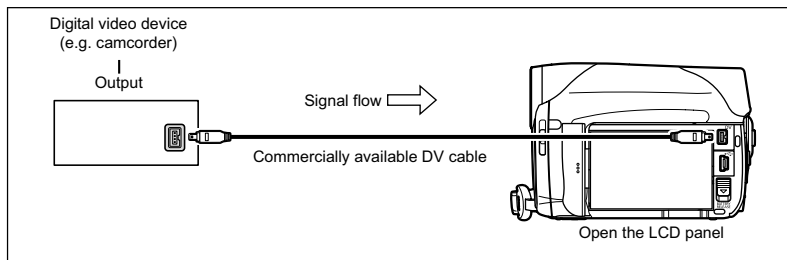 Digital video device
(e.g. camcorder)
Output
Signal flow
Commercially available DV cable
Open the LCD panel